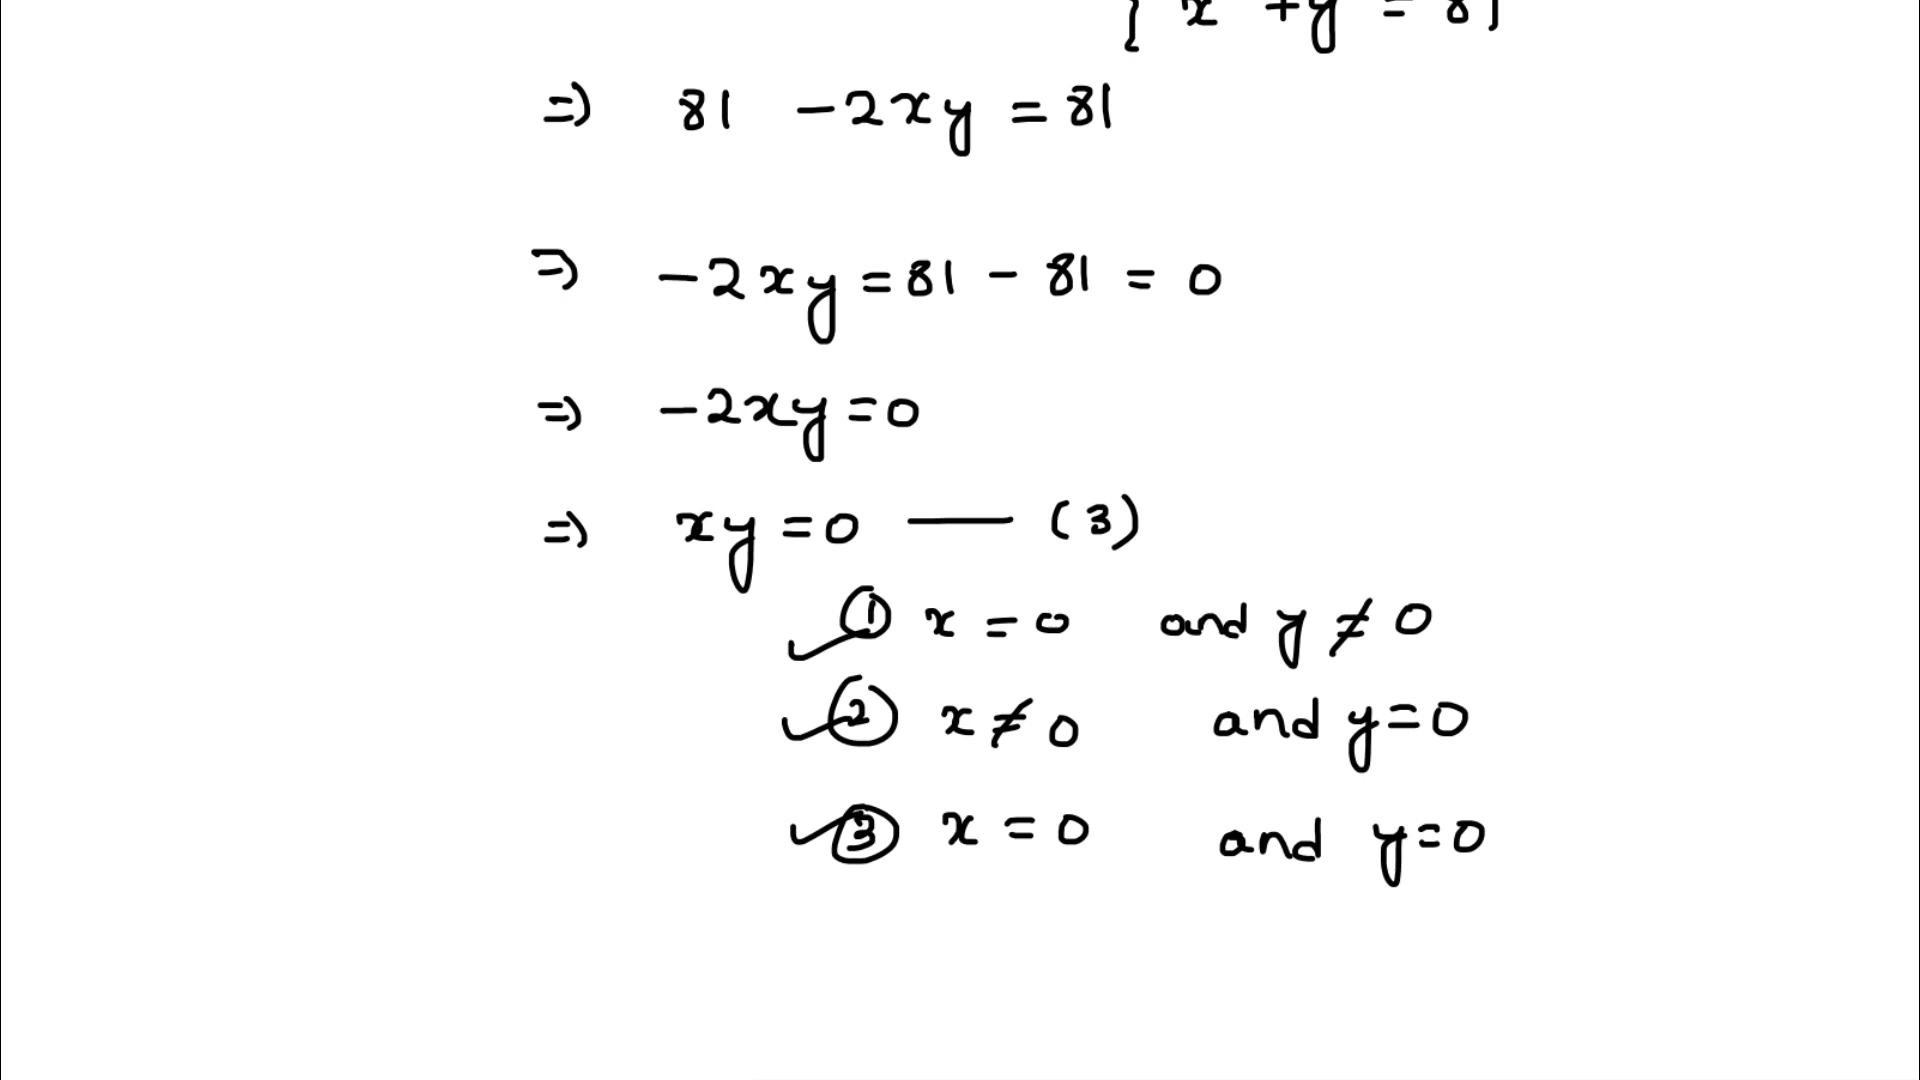 { x + y = 81
⇒ 81 - 2xy = 81
⇒ -2xy = 81 - 81 = 0
⇒ -2xy = 0
⇒ xy = 0 — (3)
① x = 0 and y ≠ 0
② x ≠ 0 and y = 0
③ x = 0 and y = 0